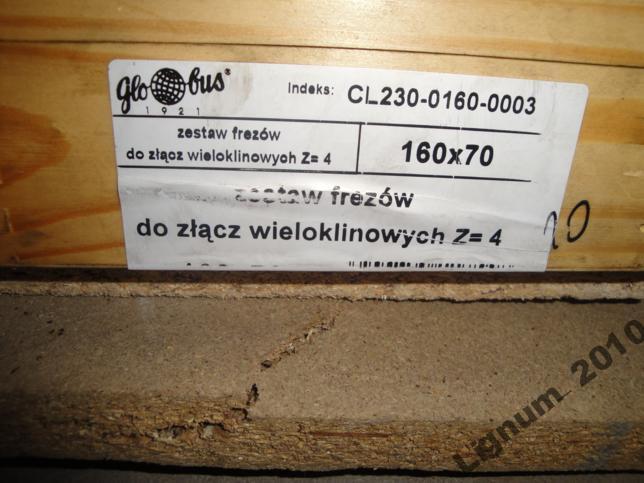 globus®
1921
Indeks: CL230-0160-0003
zestaw frezów
do złącz wieloklinowych Z= 4
160x70
zestaw frezów
do złącz wieloklinowych Z= 4
20
Lignum_2010